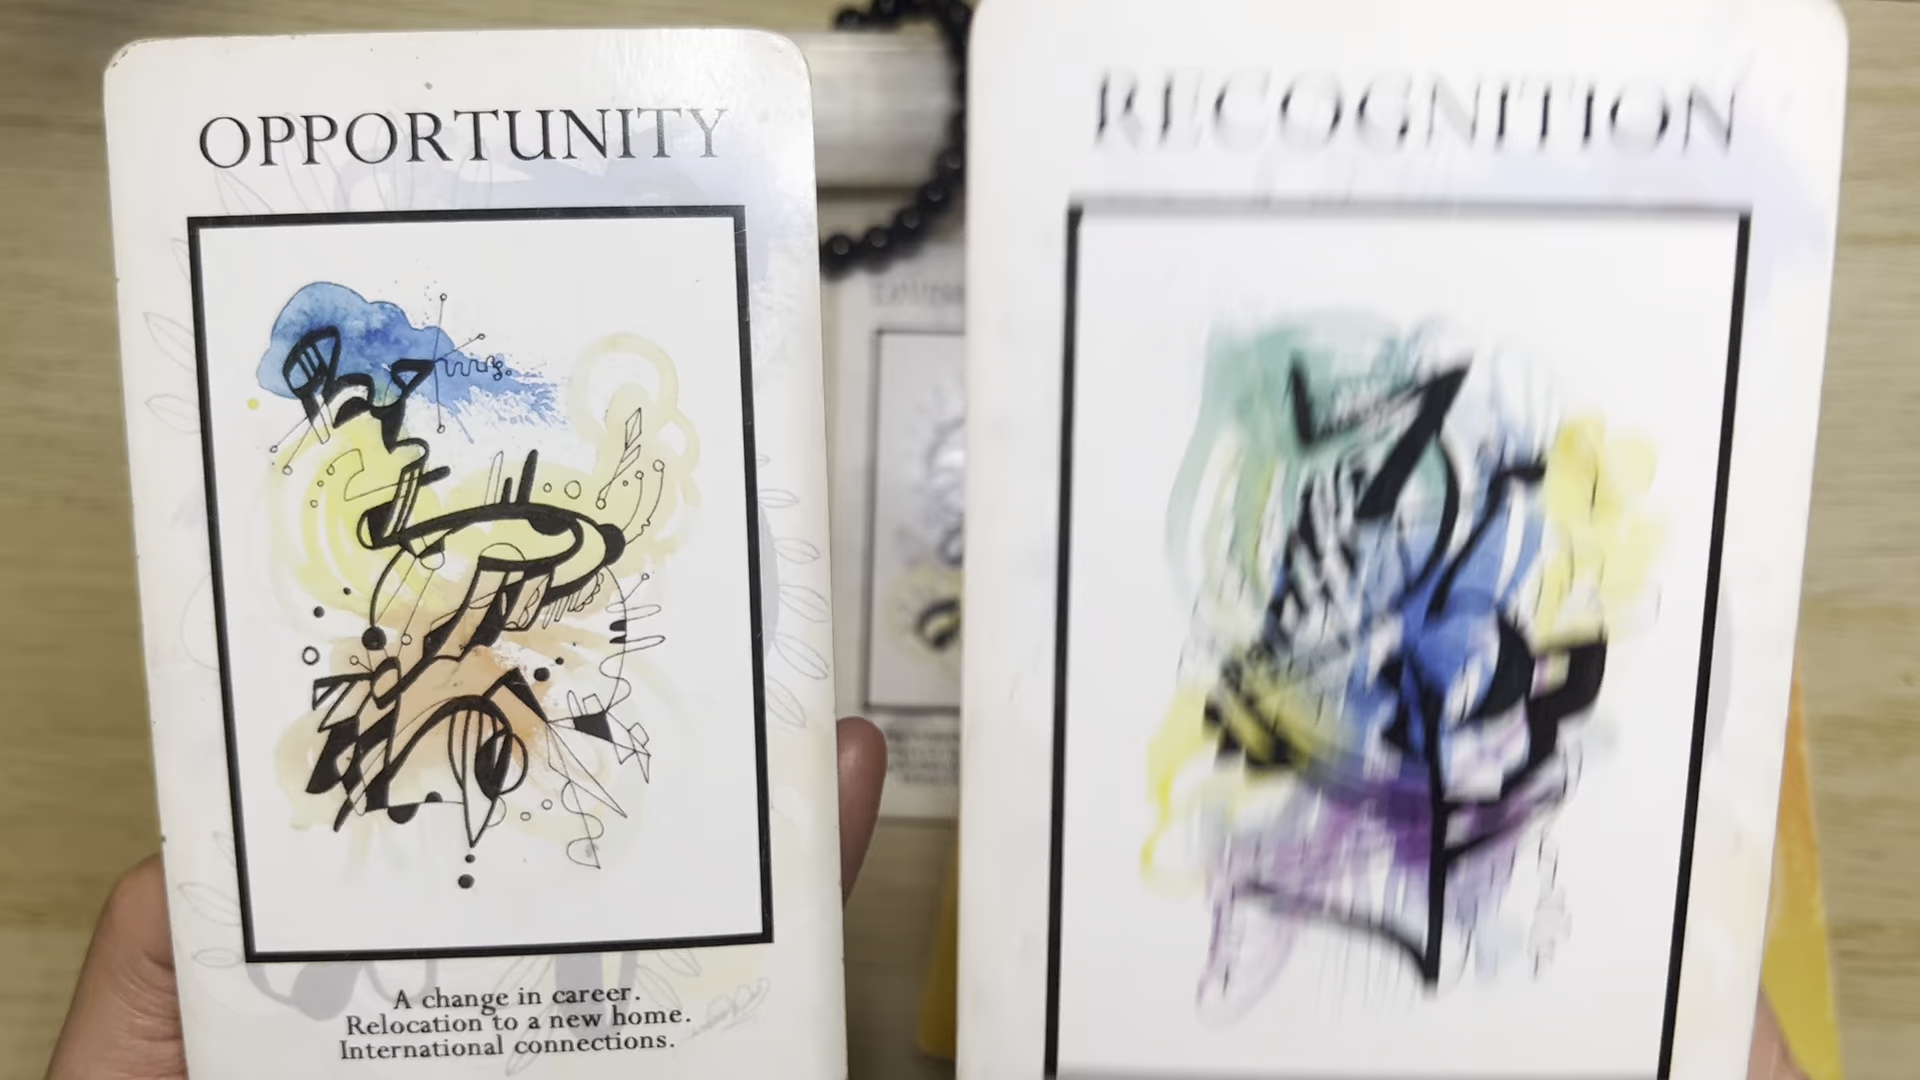 OPPORTUNITY
A change in career.
Relocation to a new home.
International connections.
RECOGNITION